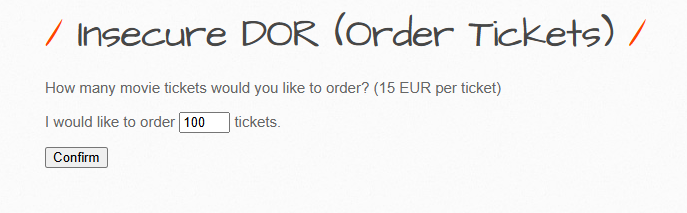 / Insecure DOR (Order Tickets) /
How many movie tickets would you like to order? (15 EUR per ticket)
I would like to order 100 tickets.
Confirm